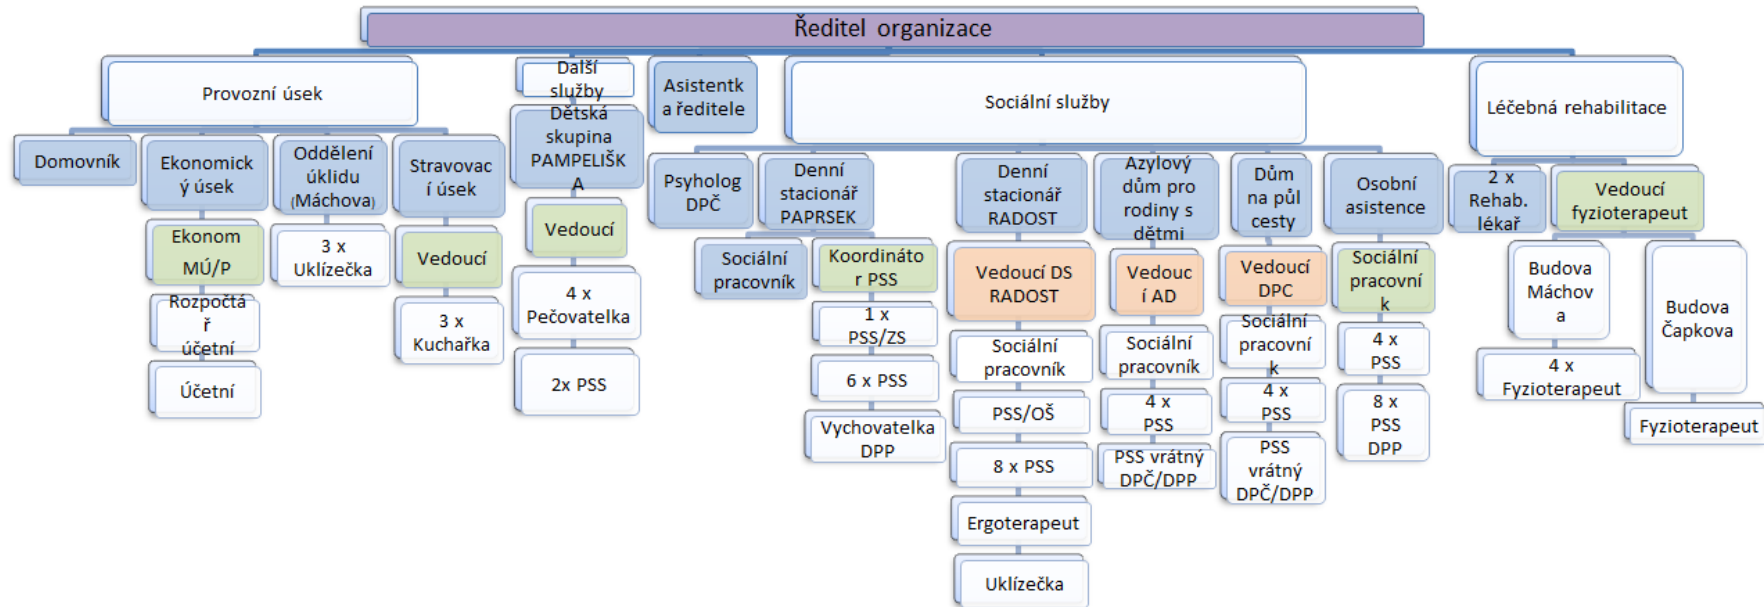 Ředitel organizace
Provozní úsek
Další
služby
Asistentk
a ředitele
Sociální služby
Léčebná rehabilitace
Domovník
Ekonomick
ý úsek
Oddělení
úklidu
(Máchova)
Stravovac
í úsek
Dětská
skupina
PAMPELIŠK
A
Psyholog
DPČ
Denní
stacionář
PAPRSEK
Denní
stacionář
RADOST
Azylový
dům pro
rodiny s
dětmi
Dům
na půl
cesty
Osobní
asistence
2 x
Rehab.
lékař
Vedoucí
fyzioterapeut
Ekonom
MÚ/P
3 x
Uklízečka
Vedoucí
Vedoucí
Sociální
pracovník
Koordináto
r PSS
Vedoucí DS
RADOST
Vedouc
í AD
Vedoucí
DPC
Sociální
pracovní
k
Budova
Máchov
a
Budova
Čapkova
Rozpočtá
ř
účetní
3 x
Kuchařka
4 x
Pečovatelka
1 x
PSS/ZS
Sociální
pracovník
Sociální
pracovník
Sociální
pracovní
k
4 x
PSS
4 x
Fyzioterapeut
Účetní
2x PSS
6 x PSS
PSS/OŠ
4 x
PSS
4 x
PSS
8 x
PSS
DPP
Fyzioterapeut
Vychovatelka
DPP
8 x PSS
PSS vrátný
DPČ/DPP
PSS
vrátný
DPČ/DPP
Ergoterapeut
Uklízečka